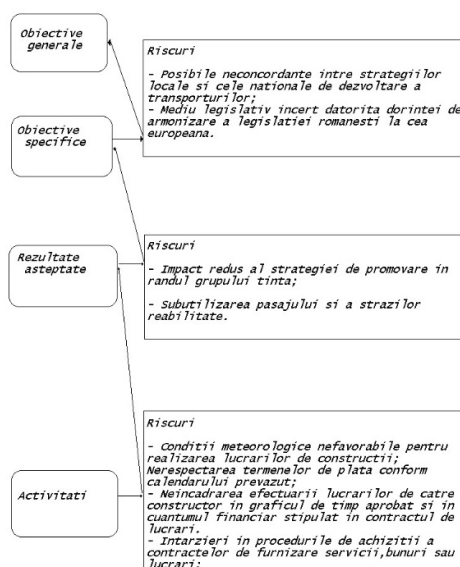 Obiective
generale
Riscuri
- Posibile neconcordante intre strategiilor
locale si cele nationale de dezvoltare a
transporturilor;
- Mediu legislativ incert datorita dorintei de
armonizare a legislatiei romanesti la cea
europeana.
Obiective
specifice
Rezultate
asteptate
Riscuri
- Impact redus al strategiei de promovare in
randul grupului tinta;
- Subutilizarea pasajului si a strazilor
reabilitate.
Activitati
Riscuri
- Conditii meteorologice nefavorabile pentru
realizarea lucrarilor de constructii;
Nerespectarea termenelor de plata conform
calendarului prevazut;
- Neincadrarea efectuarii lucrarilor de catre
constructor in graficul de timp aprobat si in
cuantumul financiar stipulat in contractul de
lucrari.
- Intarzieri in procedurile de achizitii a
contractelor de furnizare servicii,bunuri sau
lucrari;